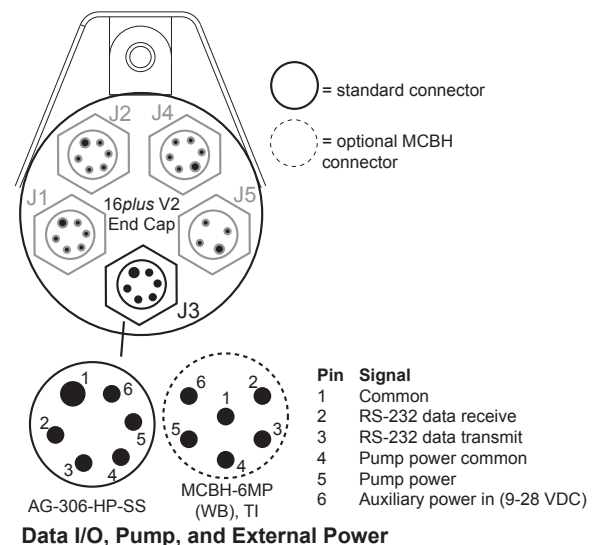 = standard connector
= optional MCBH
connector
J2 J4
J1 J5
16plus V2
End Cap
J3
1
6
2
5
3
4
AG-306-HP-SS
6
2
1
5
3
4
MCBH-6MP
(WB), TI
Pin Signal
1 Common
2 RS-232 data receive
3 RS-232 data transmit
4 Pump power common
5 Pump power
6 Auxiliary power in (9-28 VDC)
Data I/O, Pump, and External Power